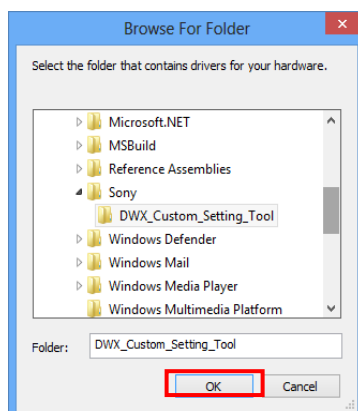 Browse For Folder
Select the folder that contains drivers for your hardware.
Microsoft.NET
MSBuild
Reference Assemblies
Sony
DWX_Custom_Setting_Tool
Windows Defender
Windows Mail
Windows Media Player
Windows Multimedia Platform
Folder: DWX_Custom_Setting_Tool
OK Cancel